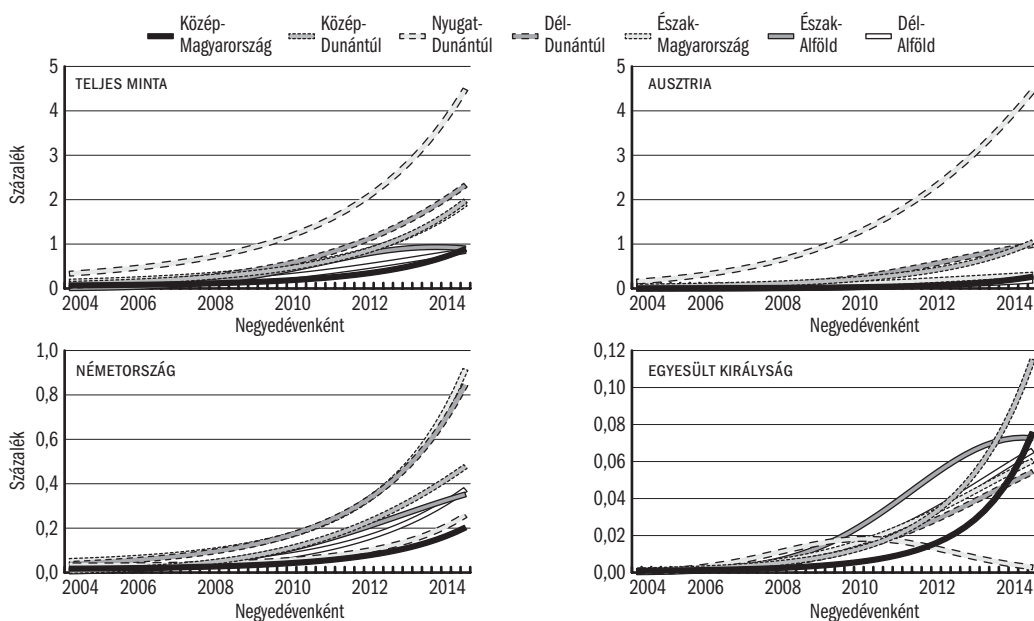 Közép-Magyarország
Közép-Dunántúl
Nyugat-Dunántúl
Dél-Dunántúl
Észak-Magyarország
Észak-Alföld
Dél-Alföld
TELJES MINTA
Százalék
5
4
3
2
1
0
2004 2006 2008 2010 2012 2014
Negyedévenként
AUSZTRIA
5
4
3
2
1
0
2004 2006 2008 2010 2012 2014
Negyedévenként
NÉMETORSZÁG
Százalék
1,0
0,8
0,6
0,4
0,2
0,0
2004 2006 2008 2010 2012 2014
Negyedévenként
EGYESÜLT KIRÁLYSÁG
0,12
0,10
0,08
0,06
0,04
0,02
0,00
2004 2006 2008 2010 2012 2014
Negyedévenként